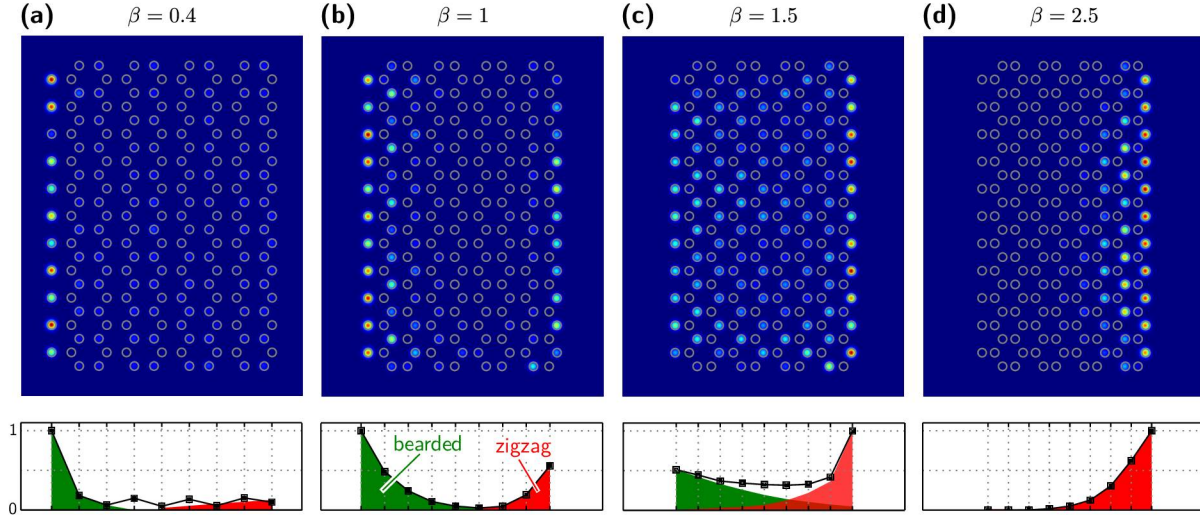 (a) β = 0.4
(b) β = 1
(c) β = 1.5
(d) β = 2.5
1
0
bearded
zigzag